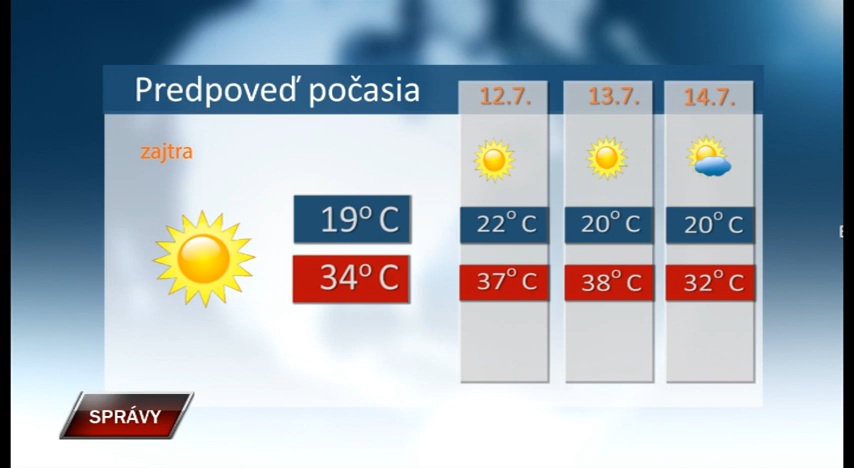 Predpoveď počasia
zajtra
19° C
34° C
12.7.
22° C
37° C
13.7.
20° C
38° C
14.7.
20° C
32° C
SPRÁVY